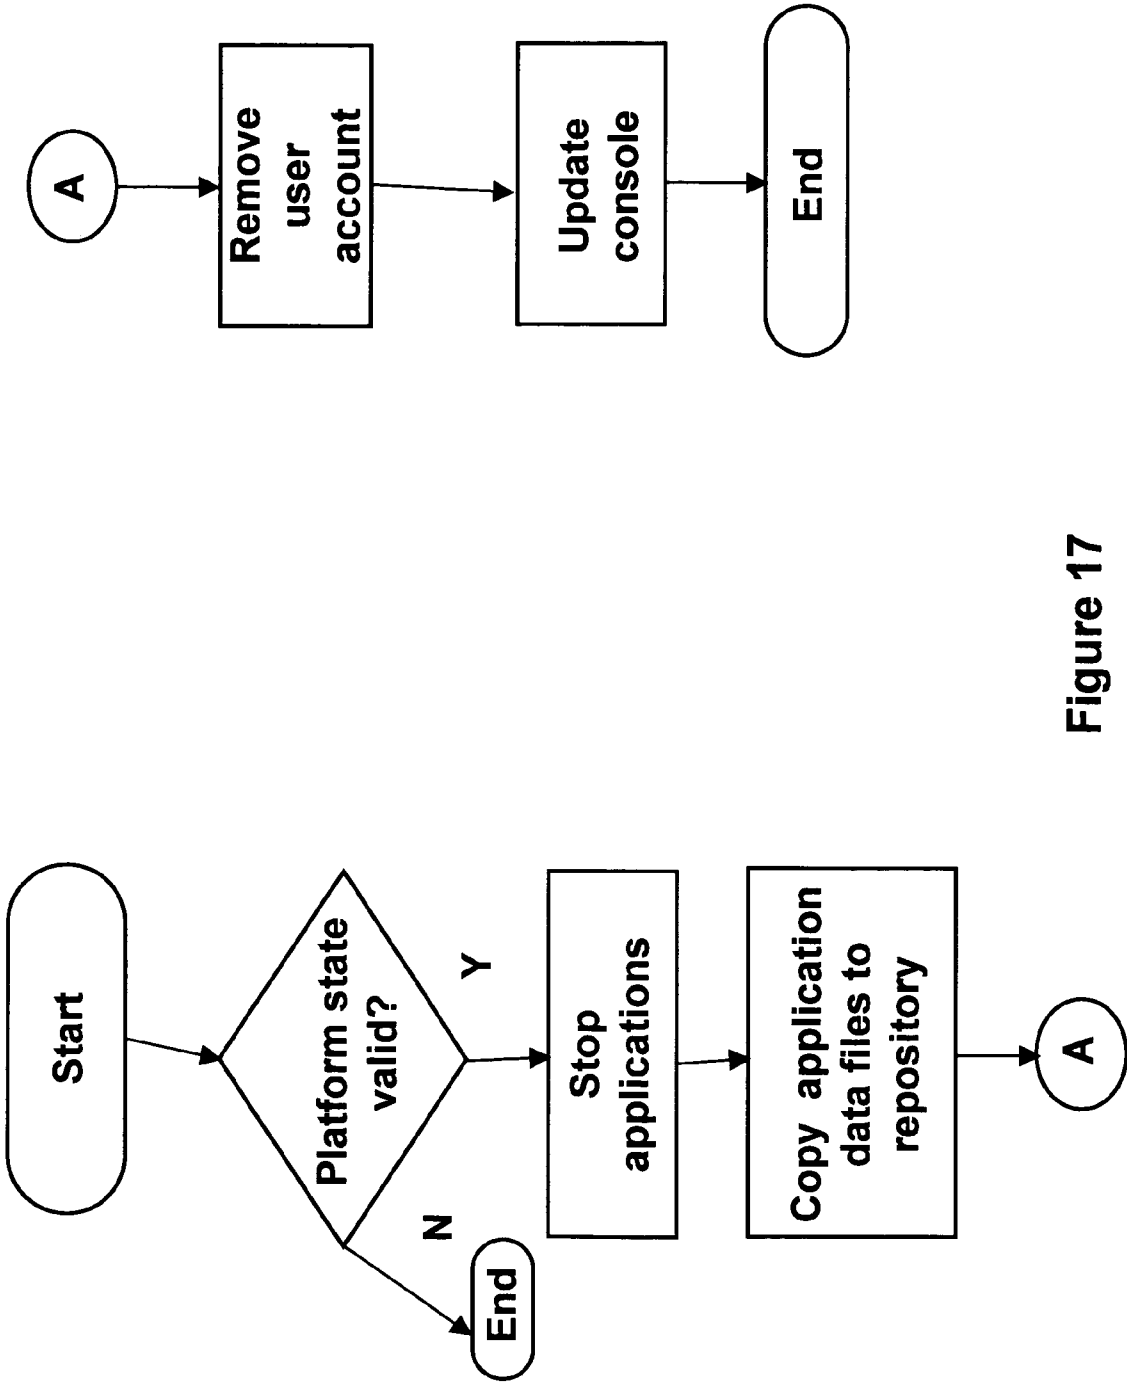 Start
Platform state
valid?
Y
N
End
Stop
applications
Copy application
data files to
repository
A
A
Remove
user
account
Update
console
End
Figure 17